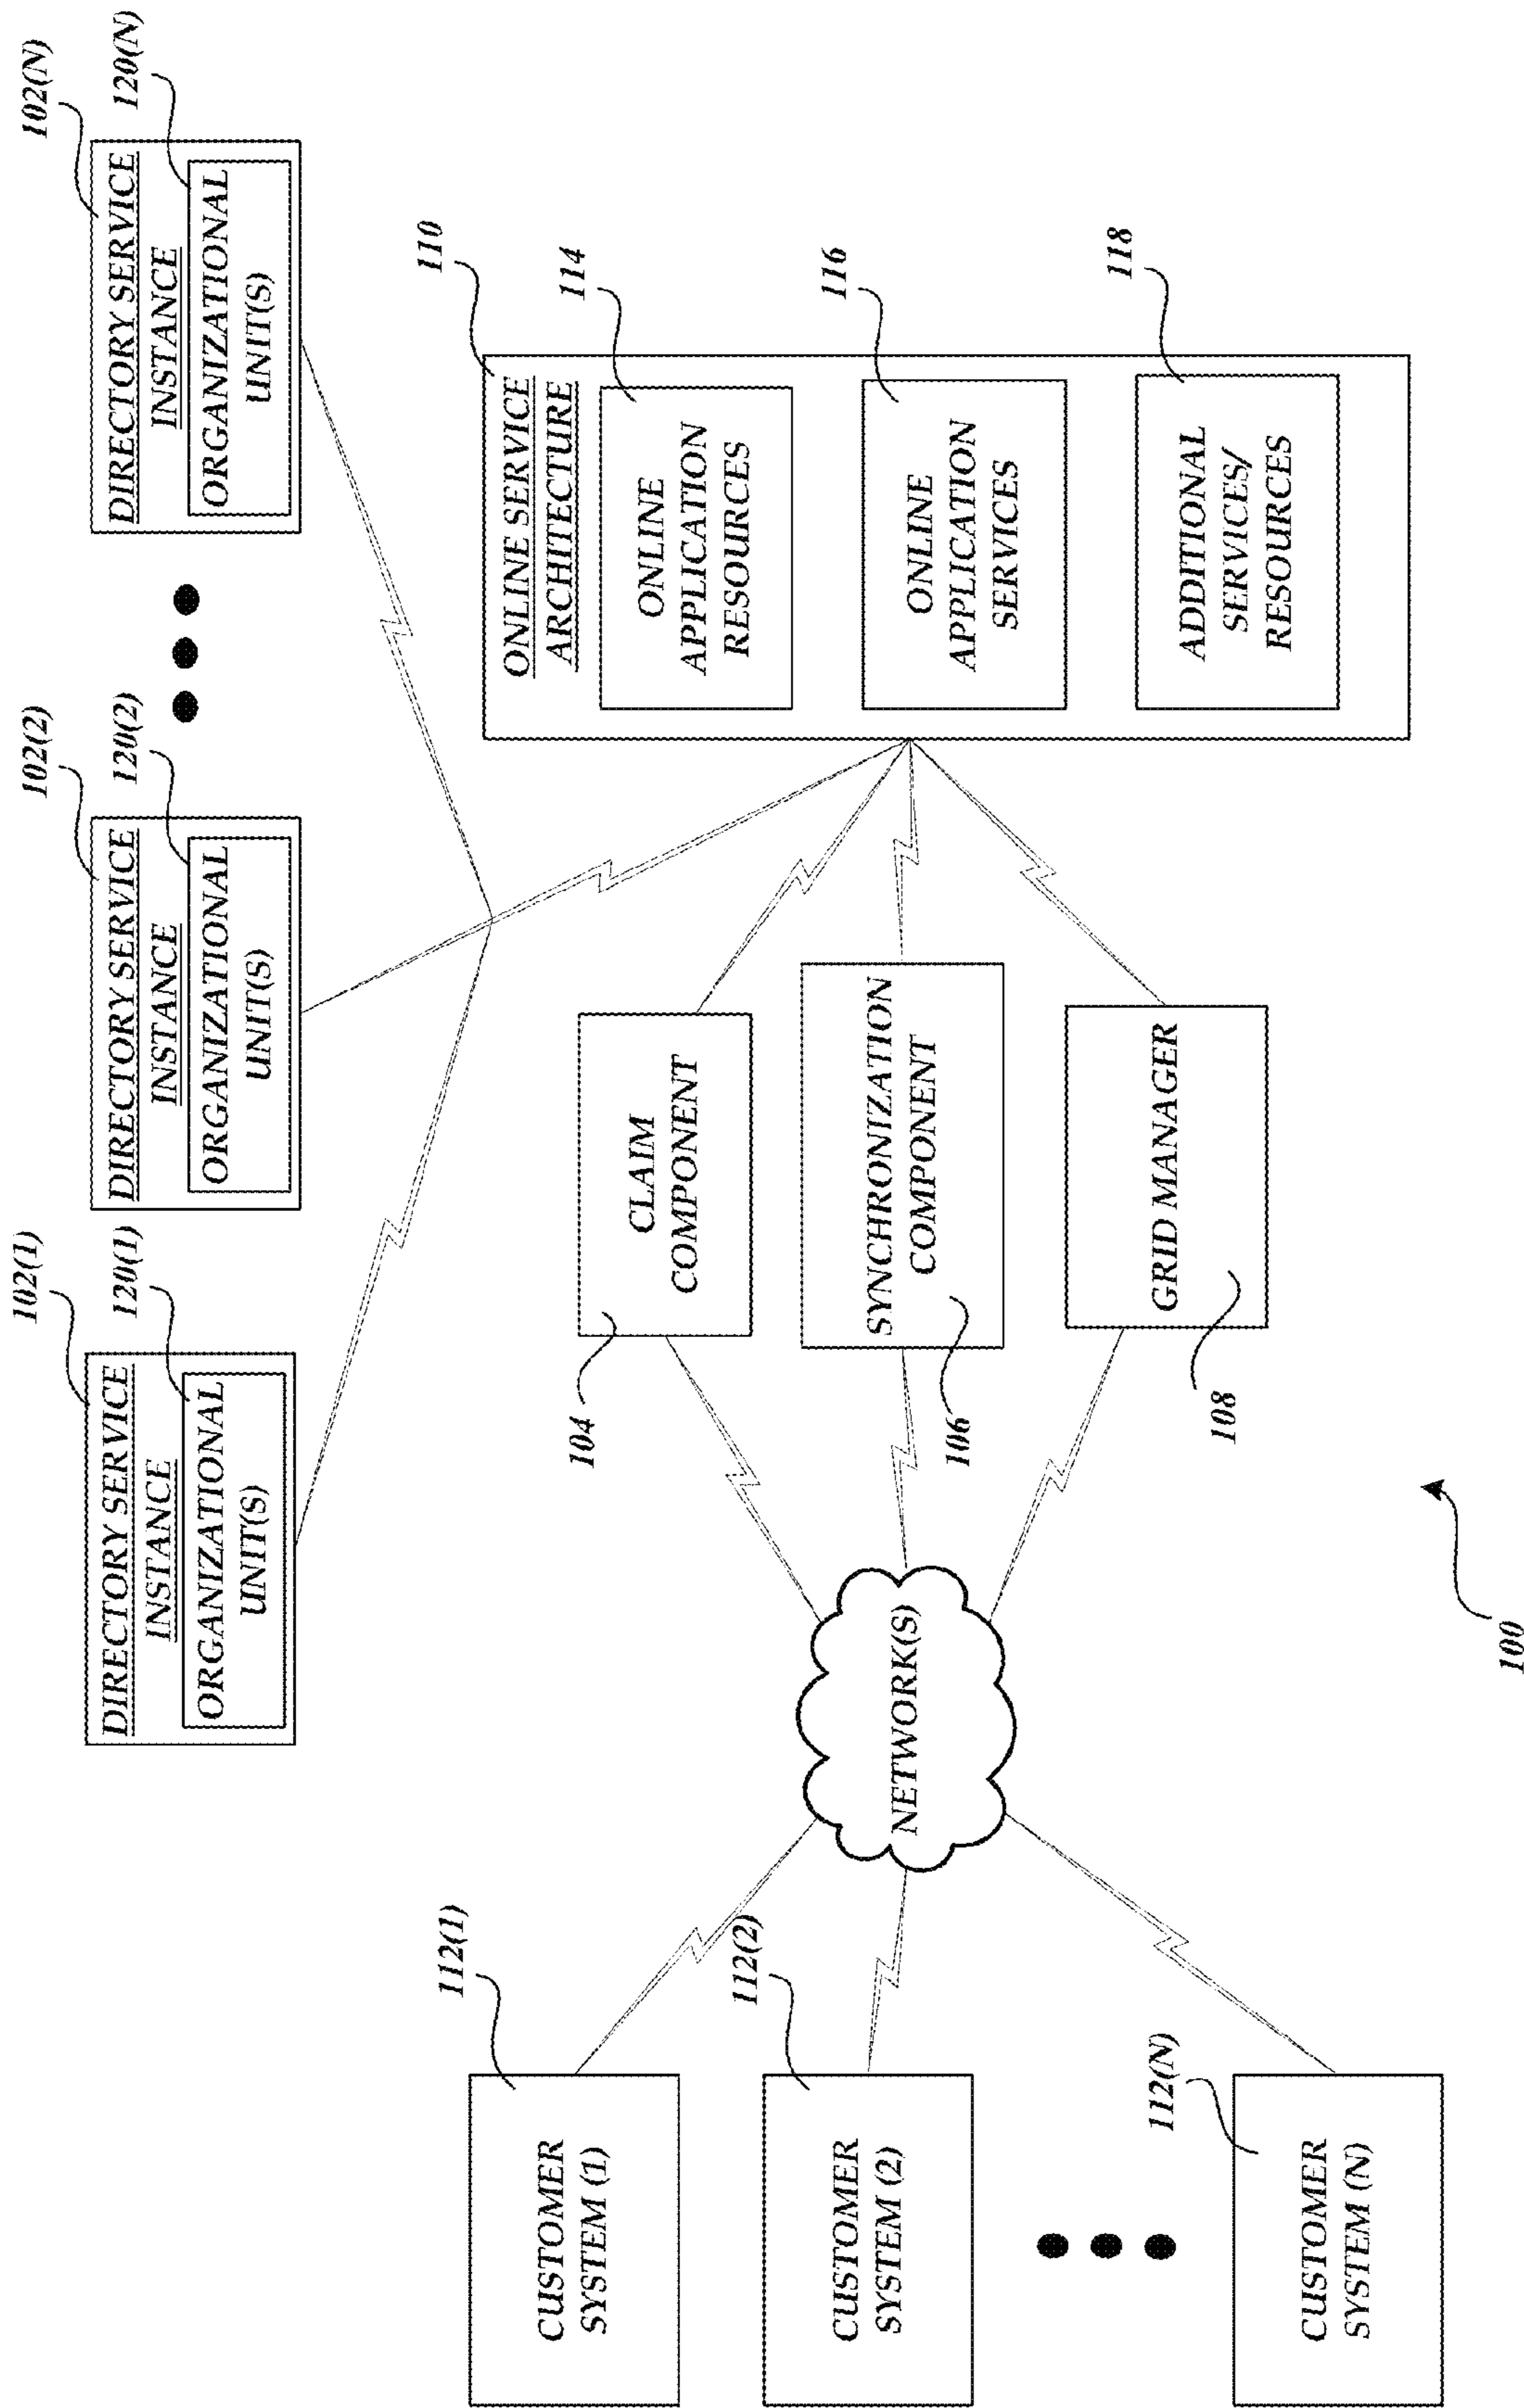 102(1)
120(1)
DIRECTORY SERVICE
INSTANCE
ORGANIZATIONAL
UNIT(S)
102(2)
120(2)
DIRECTORY SERVICE
INSTANCE
ORGANIZATIONAL
UNIT(S)
102(N)
120(N)
DIRECTORY SERVICE
INSTANCE
ORGANIZATIONAL
UNIT(S)
112(1)
CUSTOMER
SYSTEM (1)
112(2)
CUSTOMER
SYSTEM (2)
112(N)
CUSTOMER
SYSTEM (N)
NETWORK(S)
104
CLAIM
COMPONENT
106
SYNCHRONIZATION
COMPONENT
108
GRID MANAGER
110
ONLINE SERVICE
ARCHITECTURE
114
ONLINE
APPLICATION
RESOURCES
116
ONLINE
APPLICATION
SERVICES
118
ADDITIONAL
SERVICES/
RESOURCES
100